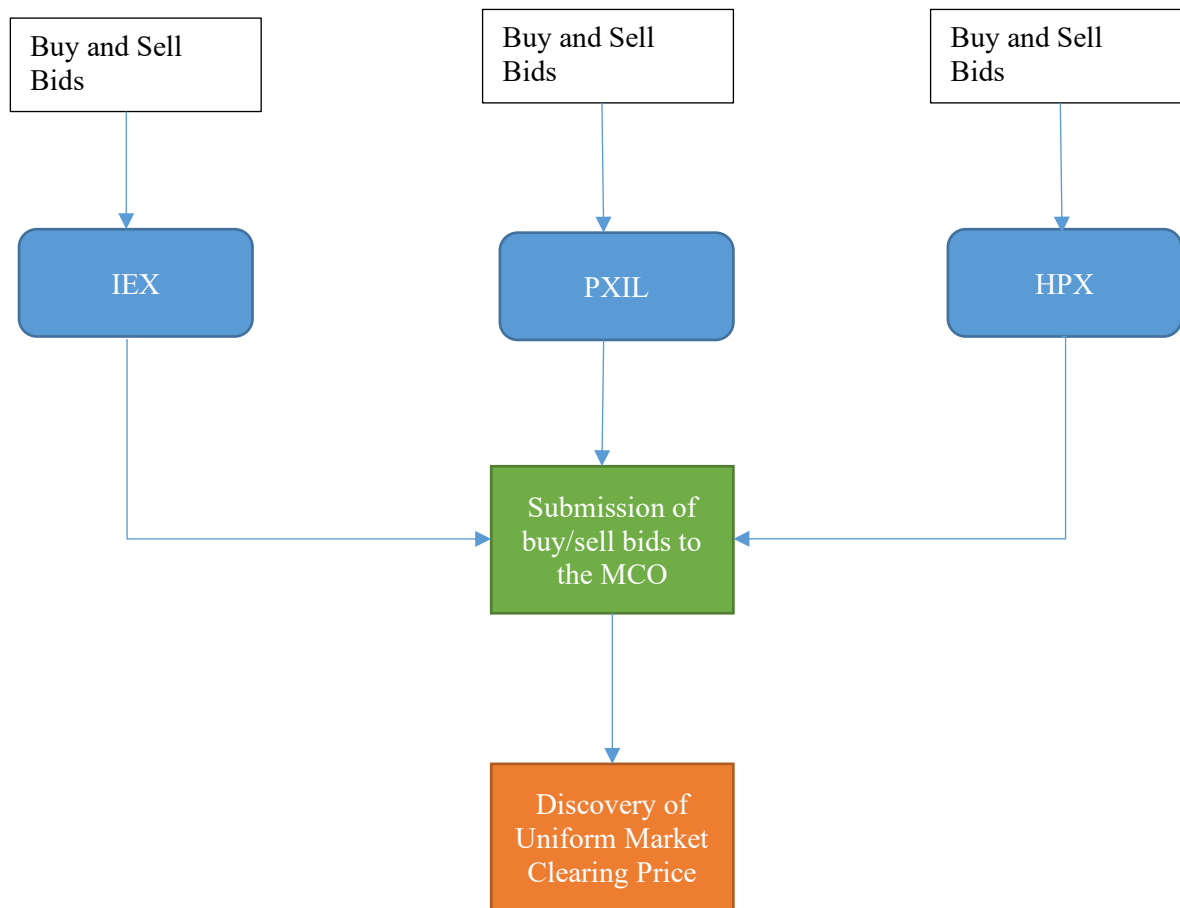 Buy and Sell
Bids
Buy and Sell
Bids
Buy and Sell
Bids
IEX
PXIL
HPX
Submission of
buy/sell bids to
the MCO
Discovery of
Uniform Market
Clearing Price